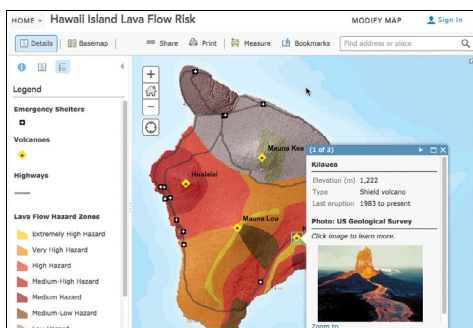 HOME Hawaii Island Lava Flow Risk MODIFY MAP Sign In
Details Basemap Share Print Measure Bookmarks Find address or place
Legend
Emergency Shelters
Volcanoes
Highways
Lava Flow Hazard Zones
Extremely High Hazard
Very High Hazard
High Hazard
Medium-High Hazard
Medium Hazard
Medium-Low Hazard
Low Hazard
Mauna Kea
Hualalai
Mauna Loa
(1 of 3)
Kilauea
Elevation (m) 1,222
Type Shield volcano
Last eruption 1983 to present
Photo: US Geological Survey
Click image to learn more.
Zoom to